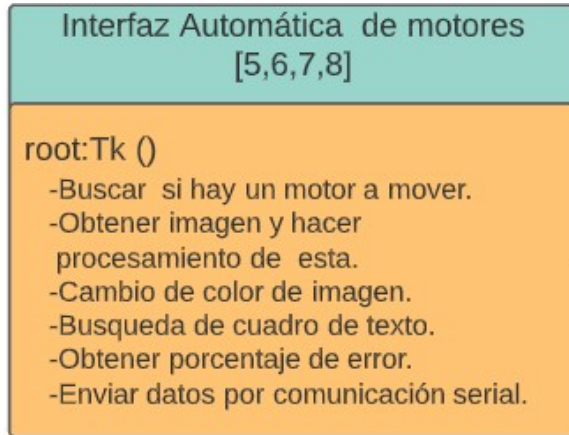 Interfaz Automática de motores
[5,6,7,8]
root:Tk ()
-Buscar si hay un motor a mover.
-Obtener imagen y hacer
procesamiento de esta.
-Cambio de color de imagen.
-Busqueda de cuadro de texto.
-Obtener porcentaje de error.
-Enviar datos por comunicación serial.